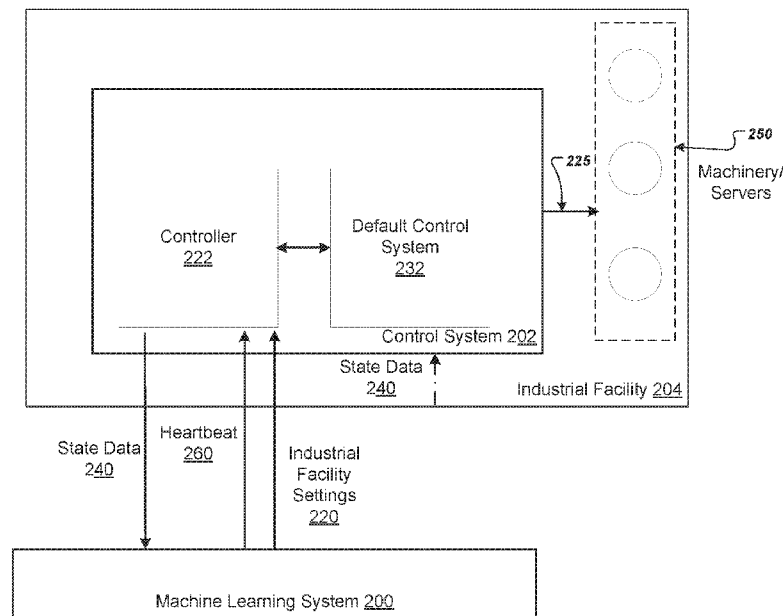 250
225
Machinery/
Servers
Controller
222
Default Control
System
232
Control System 202
State Data
240
Industrial Facility 204
State Data
240
Heartbeat
260
Industrial
Facility
Settings
220
Machine Learning System 200